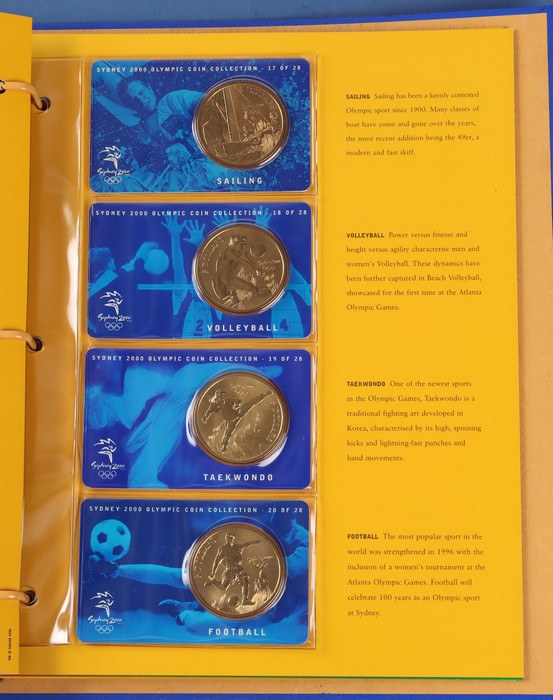 SYDNEY 2000 OLYMPIC COIN COLLECTION - 17 OF 28
Sydney 2000
SAILING
SAILING Sailing has been a keenly contested
Olympic sport since 1900. Many classes of
boat have come and gone over the years,
the most recent addition being the 49er, a
modern and fast skiff.
SYDNEY 2000 OLYMPIC COIN COLLECTION - 18 OF 28
Sydney 2000
2 VOLLEYBALL 4
VOLLEYBALL Power versus finesse and
height versus agility characterise men and
women's Volleyball. These dynamics have
been further captured in Beach Volleyball,
showcased for the first time at the Atlanta
Olympic Games.
SYDNEY 2000 OLYMPIC COIN COLLECTION - 19 OF 28
Sydney 2000
TAEKWONDO
TAEKWONDO One of the newest sports
in the Olympic Games, Taekwondo is a
traditional fighting art developed in
Korea, characterised by its high, spinning
kicks and lightning-fast punches and
hand movements.
SYDNEY 2000 OLYMPIC COIN COLLECTION - 20 OF 28
Sydney 2000
FOOTBALL
FOOTBALL The most popular sport in the
world was strengthened in 1996 with the
inclusion of a women's tournament at the
Atlanta Olympic Games. Football will
celebrate 100 years as an Olympic sport
at Sydney.